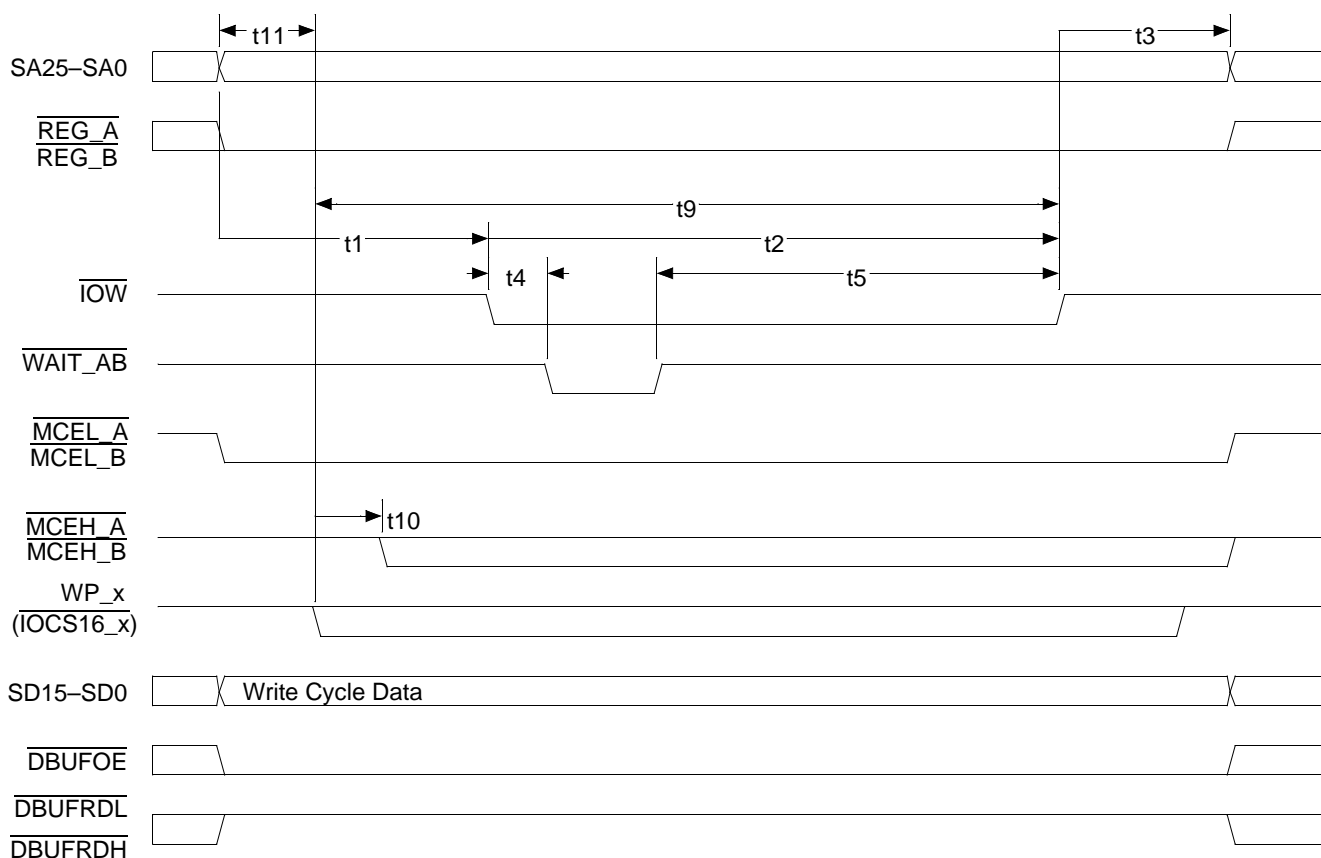 t11
t3
SA25–SA0
REG_A
REG_B
t9
t1
t2
t4
t5
IOW
WAIT_AB
MCEL_A
MCEL_B
t10
MCEH_A
MCEH_B
WP_x
(IOCS16_x)
SD15–SD0
Write Cycle Data
DBUFOE
DBUFRDL
DBUFRDH